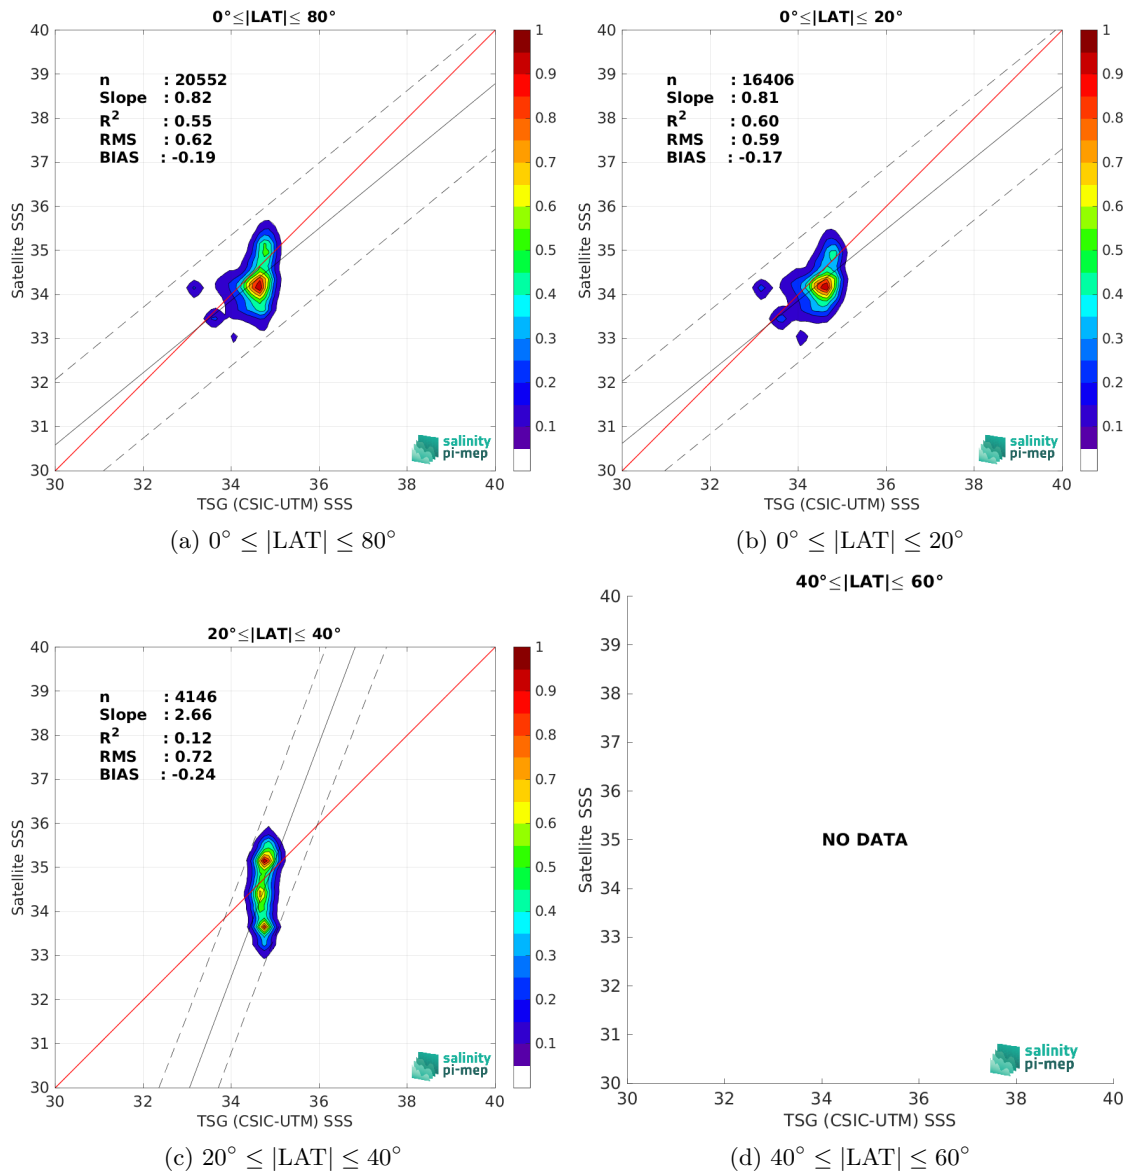 0°≤|LAT|≤ 80°
n : 20552
Slope : 0.82
R² : 0.55
RMS : 0.62
BIAS : -0.19
40
39
38
37
36
35
34
33
32
31
30
30 32 34 36 38 40
Satellite SSS
TSG (CSIC-UTM) SSS
1
0.9
0.8
0.7
0.6
0.5
0.4
0.3
0.2
0.1
salinity
pi-mep
(a) 0° ≤ |LAT| ≤ 80°
0°≤|LAT|≤ 20°
n : 16406
Slope : 0.81
R² : 0.60
RMS : 0.59
BIAS : -0.17
40
39
38
37
36
35
34
33
32
31
30
30 32 34 36 38 40
Satellite SSS
TSG (CSIC-UTM) SSS
1
0.9
0.8
0.7
0.6
0.5
0.4
0.3
0.2
0.1
salinity
pi-mep
(b) 0° ≤ |LAT| ≤ 20°
20°≤|LAT|≤ 40°
n : 4146
Slope : 2.66
R² : 0.12
RMS : 0.72
BIAS : -0.24
40
39
38
37
36
35
34
33
32
31
30
30 32 34 36 38 40
Satellite SSS
TSG (CSIC-UTM) SSS
1
0.9
0.8
0.7
0.6
0.5
0.4
0.3
0.2
0.1
salinity
pi-mep
(c) 20° ≤ |LAT| ≤ 40°
40°≤|LAT|≤ 60°
40
39
38
37
36
35
34
33
32
31
30
30 32 34 36 38 40
Satellite SSS
NO DATA
TSG (CSIC-UTM) SSS
salinity
pi-mep
(d) 40° ≤ |LAT| ≤ 60°